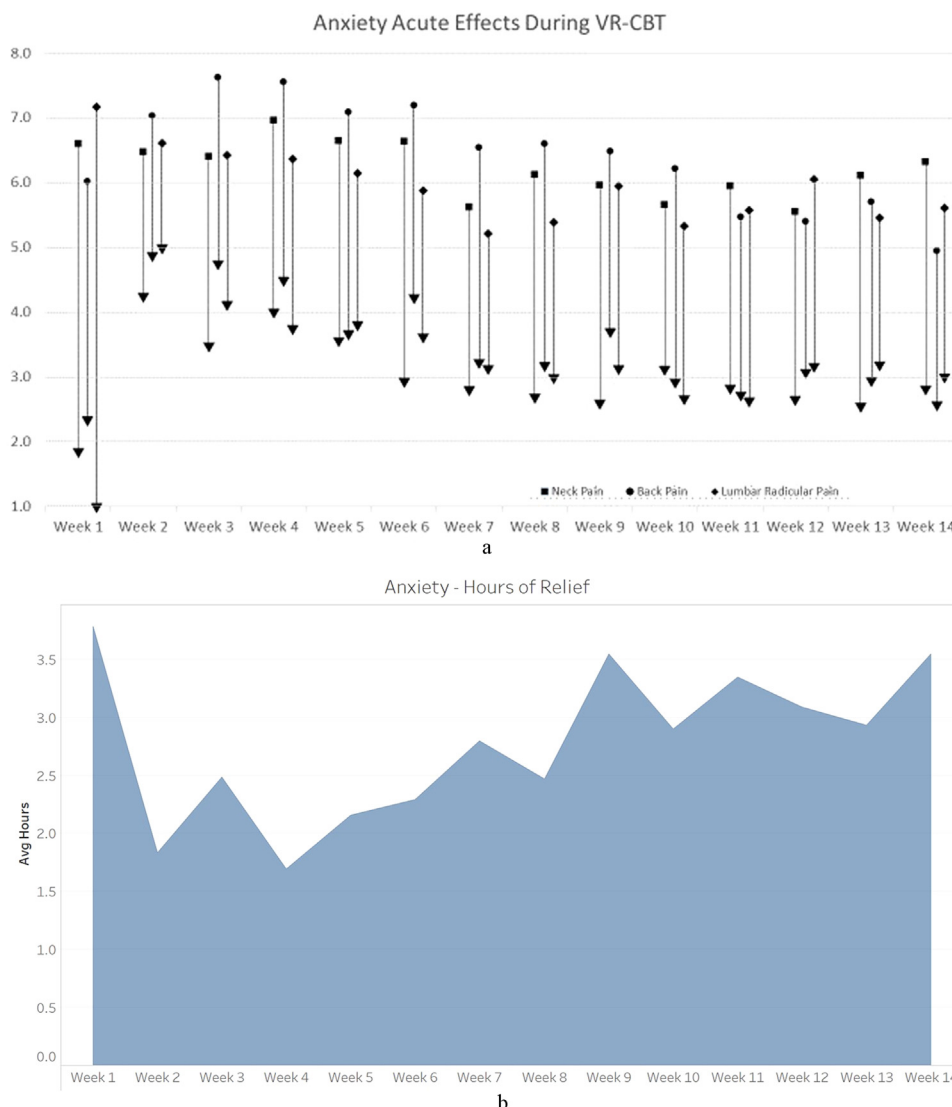 Anxiety Acute Effects During VR-CBT
8.0
7.0
6.0
5.0
4.0
3.0
2.0
1.0
Neck Pain Back Pain Lumbar Radicular Pain
Week 1 Week 2 Week 3 Week 4 Week 5 Week 6 Week 7 Week 8 Week 9 Week 10 Week 11 Week 12 Week 13 Week 14
a
Anxiety - Hours of Relief
Avg Hours
3.5
3.0
2.5
2.0
1.5
1.0
0.5
0.0
Week 1 Week 2 Week 3 Week 4 Week 5 Week 6 Week 7 Week 8 Week 9 Week 10 Week 11 Week 12 Week 13 Week 14
b